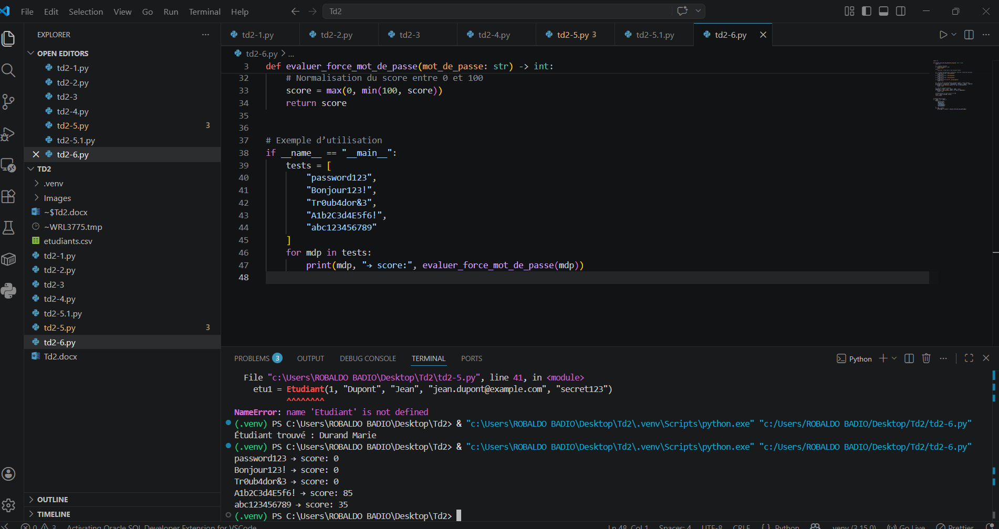 File Edit Selection View Go Run Terminal Help
Td2
EXPLORER
OPEN EDITORS
td2-1.py
td2-2.py
td2-3
td2-4.py
td2-5.py 3
td2-5.1.py
td2-6.py
TD2
.venv
Images
~$Td2.docx
~WRL3775.tmp
etudiants.csv
td2-1.py
td2-2.py
td2-3
td2-4.py
td2-5.1.py
td2-5.py 3
td2-6.py
Td2.docx
OUTLINE
TIMELINE
td2-1.py td2-2.py td2-3 td2-4.py td2-5.py 3 td2-5.1.py td2-6.py
td2-6.py > ...
3 def evaluer_force_mot_de_passe(mot_de_passe: str) -> int:
32 # Normalisation du score entre 0 et 100
33 score = max(0, min(100, score))
34 return score
35
36
37 # Exemple d’utilisation
38 if __name__ == "__main__":
39 tests = [
40 "password123",
41 "Bonjour123!",
42 "Tr0ub4dor&3",
43 "A1b2C3d4E5f6!",
44 "abc123456789"
45 ]
46 for mdp in tests:
47 print(mdp, "→ score:", evaluer_force_mot_de_passe(mdp))
48
PROBLEMS 3 OUTPUT DEBUG CONSOLE TERMINAL PORTS
Python
File "c:\Users\ROBALDO BADIO\Desktop\Td2\td2-5.py", line 41, in <module>
etu1 = Etudiant(1, "Dupont", "Jean", "jean.dupont@example.com", "secret123")
^^^^^^^^
NameError: name 'Etudiant' is not defined
(.venv) PS C:\Users\ROBALDO BADIO\Desktop\Td2> & "c:\Users\ROBALDO BADIO\Desktop\Td2\.venv\Scripts\python.exe" "c:/Users/ROBALDO BADIO/Desktop/Td2/td2-6.py"
Étudiant trouvé : Durand Marie
(.venv) PS C:\Users\ROBALDO BADIO\Desktop\Td2> & "c:\Users\ROBALDO BADIO\Desktop\Td2\.venv\Scripts\python.exe" "c:/Users/ROBALDO BADIO/Desktop/Td2/td2-6.py"
password123 → score: 0
Bonjour123! → score: 0
Tr0ub4dor&3 → score: 0
A1b2C3d4E5f6! → score: 85
abc123456789 → score: 35
(.venv) PS C:\Users\ROBALDO BADIO\Desktop\Td2>
0 3 Activating Oracle SQL Developer Extension for VSCode Ln 48, Col 1 Spaces: 4 UTF-8 CRLF {} Python .venv (3.15.0) Go Live Prettier